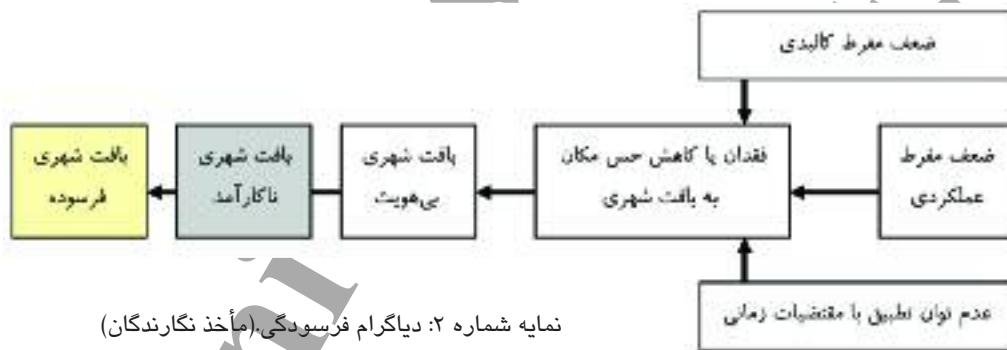 ضعف مفرط کالبدی
ضعف مفرط
عملکردی
فقدان یا کاهش حس مکان
به بافت شهری
بافت شهری
بی‌هویت
بافت شهری
ناکارآمد
بافت شهری
فرسوده
عدم توان تطبیق با مقتضیات زمانی
نمایه شماره ۲: دیاگرام فرسودگی.(مأخذ نگارندگان)